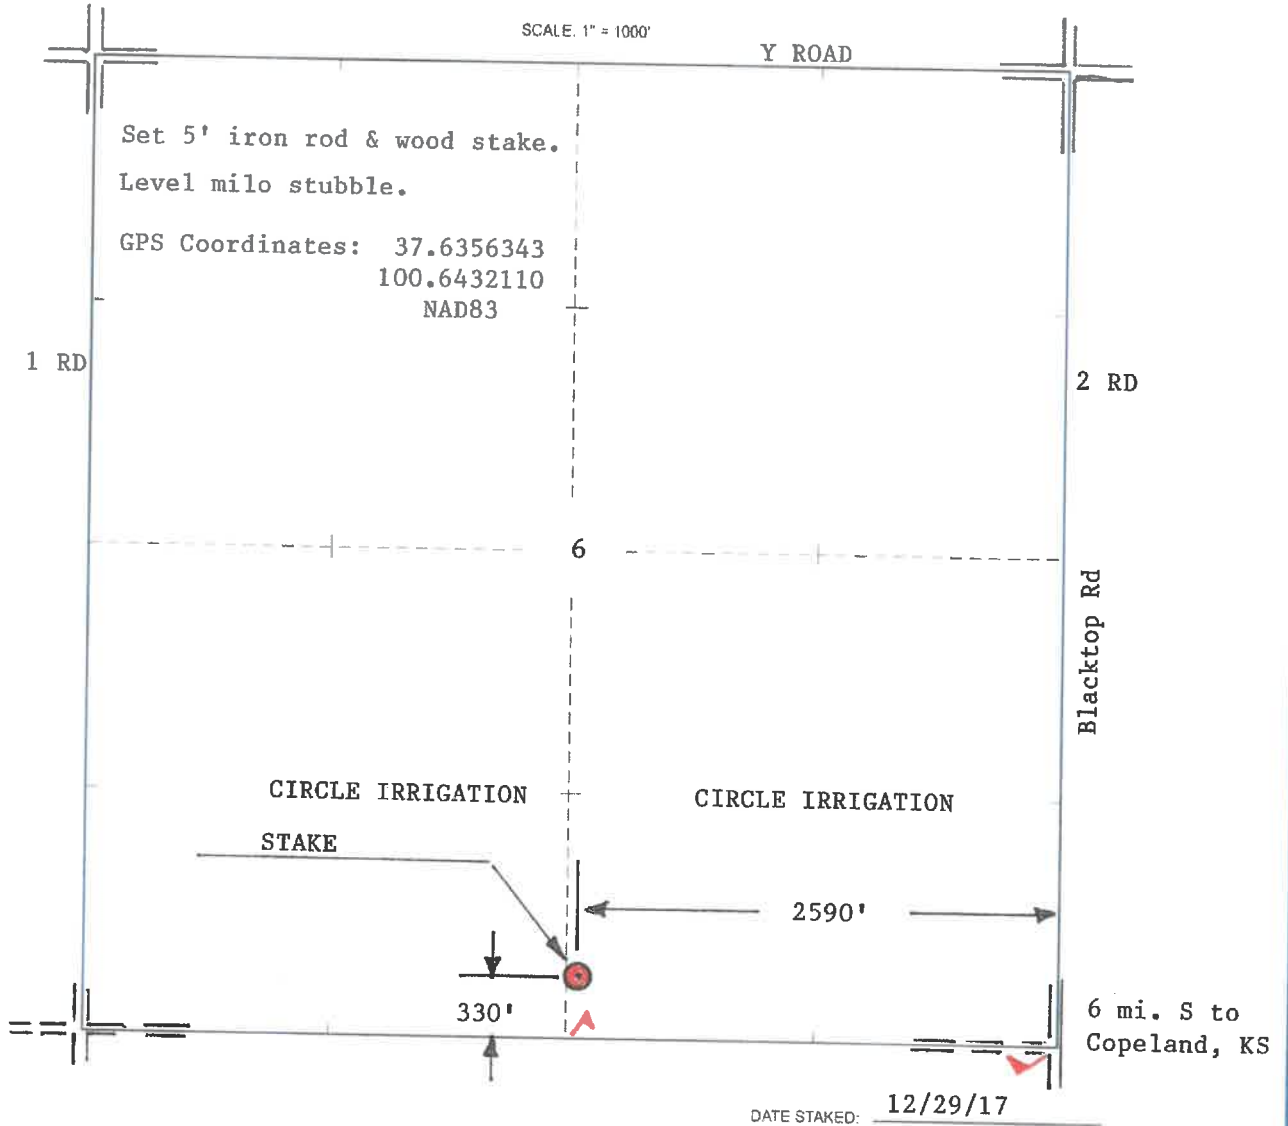 SCALE. 1" = 1000'
Y ROAD
Set 5' iron rod & wood stake.
Level milo stubble.
GPS Coordinates: 37.6356343
100.6432110
NAD83
1 RD
2 RD
6
Blacktop Rd
CIRCLE IRRIGATION
CIRCLE IRRIGATION
STAKE
2590'
330'
6 mi. S to
Copeland, KS
DATE STAKED: 12/29/17